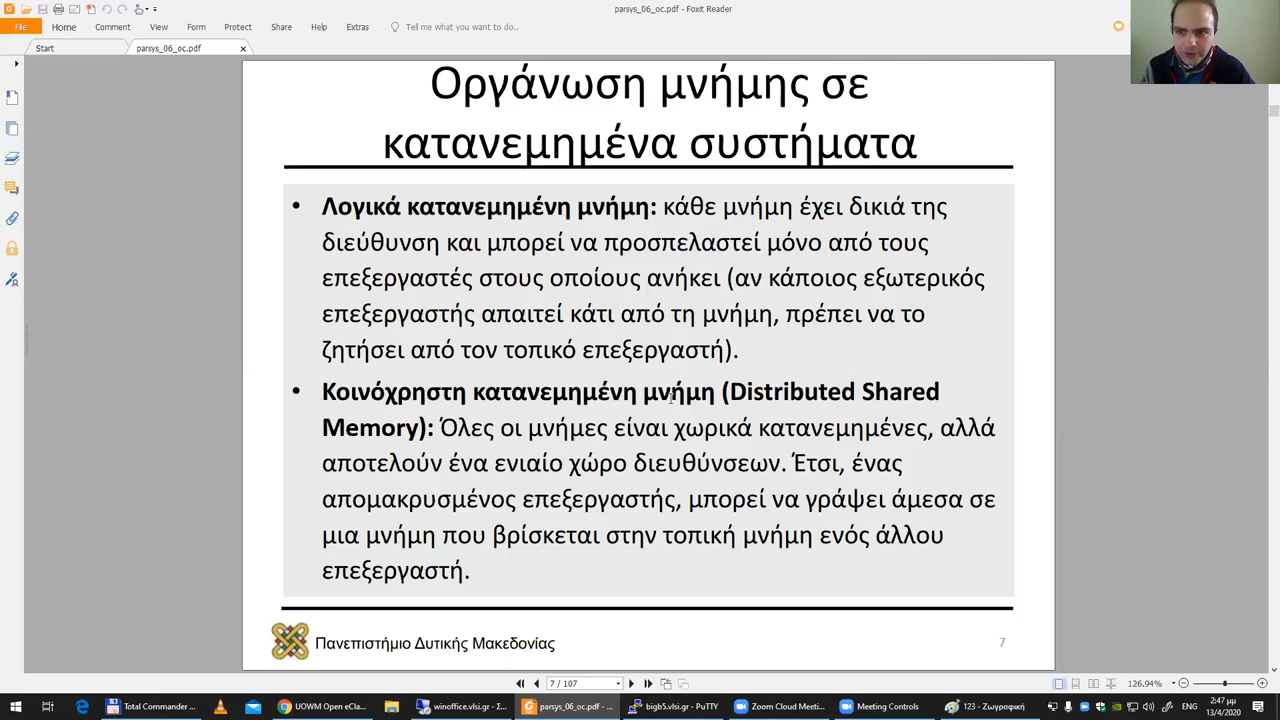 parsys_06_oc.pdf - Foxit Reader
File Home Comment View Form Protect Share Help Extras Tell me what you want to do..
Start parsys_06_oc.pdf
Οργάνωση μνήμης σε
κατανεμημένα συστήματα
• Λογικά κατανεμημένη μνήμη: κάθε μνήμη έχει δικιά της
διεύθυνση και μπορεί να προσπελαστεί μόνο από τους
επεξεργαστές στους οποίους ανήκει (αν κάποιος εξωτερικός
επεξεργαστής απαιτεί κάτι από τη μνήμη, πρέπει να το
ζητήσει από τον τοπικό επεξεργαστή).
• Κοινόχρηστη κατανεμημένη μνήμη (Distributed Shared
Memory): Όλες οι μνήμες είναι χωρικά κατανεμημένες, αλλά
αποτελούν ένα ενιαίο χώρο διευθύνσεων. Έτσι, ένας
απομακρυσμένος επεξεργαστής, μπορεί να γράψει άμεσα σε
μια μνήμη που βρίσκεται στην τοπική μνήμη ενός άλλου
επεξεργαστή.
Πανεπιστήμιο Δυτικής Μακεδονίας 7
7 / 107 126.94%
Total Commander ... UOWM Open eCla... winoffice.vlsi.gr - Σ... parsys_06_oc.pdf - ... bigb5.vlsi.gr - PuTTY Zoom Cloud Meeti... Meeting Controls 123 - Ζωγραφική 2:47 μμ
13/4/2020